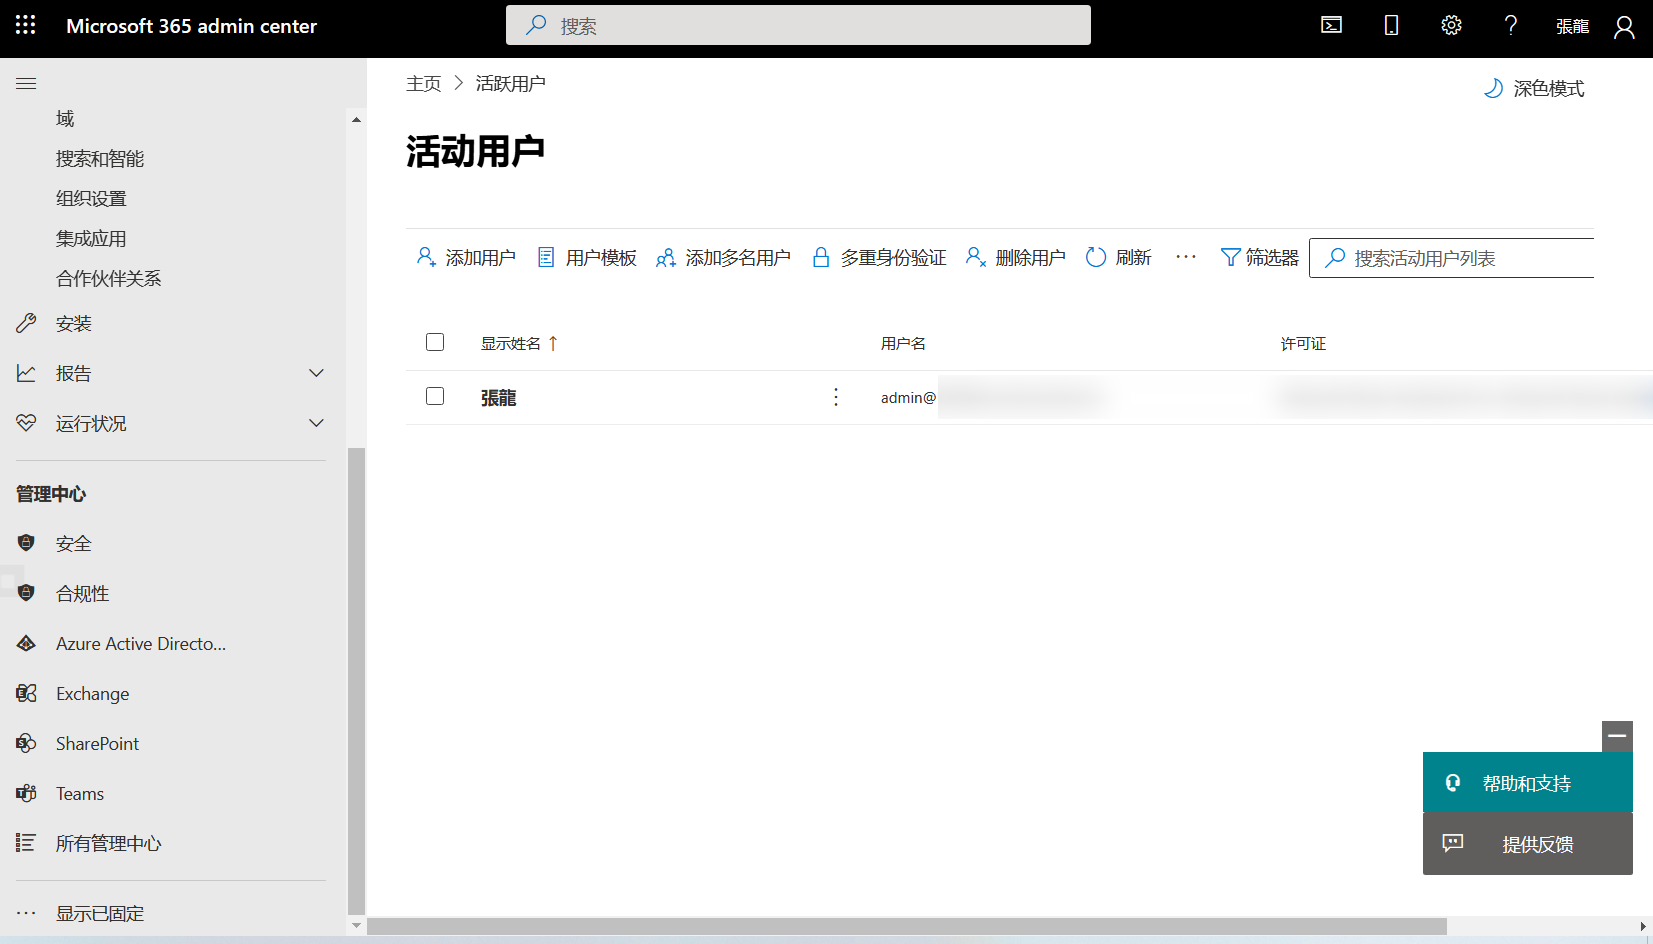 Microsoft 365 admin center
搜索
張龍
域
搜索和智能
组织设置
集成应用
合作伙伴关系
安装
报告
运行状况
管理中心
安全
合规性
Azure Active Directo...
Exchange
SharePoint
Teams
所有管理中心
显示已固定
主页 > 活跃用户
深色模式
活动用户
添加用户 用户模板 添加多名用户 多重身份验证 删除用户 刷新 ... 筛选器 搜索活动用户列表
显示姓名 ↑ 用户名 许可证
張龍 admin@
帮助和支持
提供反馈